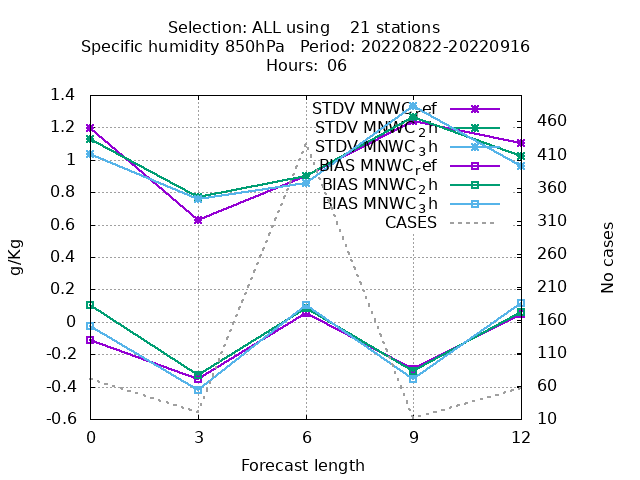 Selection: ALL using    21 stations
Specific humidity 850hPa   Period: 20220822-20220916
Hours:  06
STDV MNWC_ref
STDV MNWC_2h
STDV MNWC_3h
BIAS MNWC_ref
BIAS MNWC_2h
BIAS MNWC_3h
CASES
1.4
1.2
1
0.8
0.6
0.4
0.2
0
-0.2
-0.4
-0.6
g/Kg
460
410
360
310
260
210
160
110
60
10
No cases
0 3 6 9 12
Forecast length